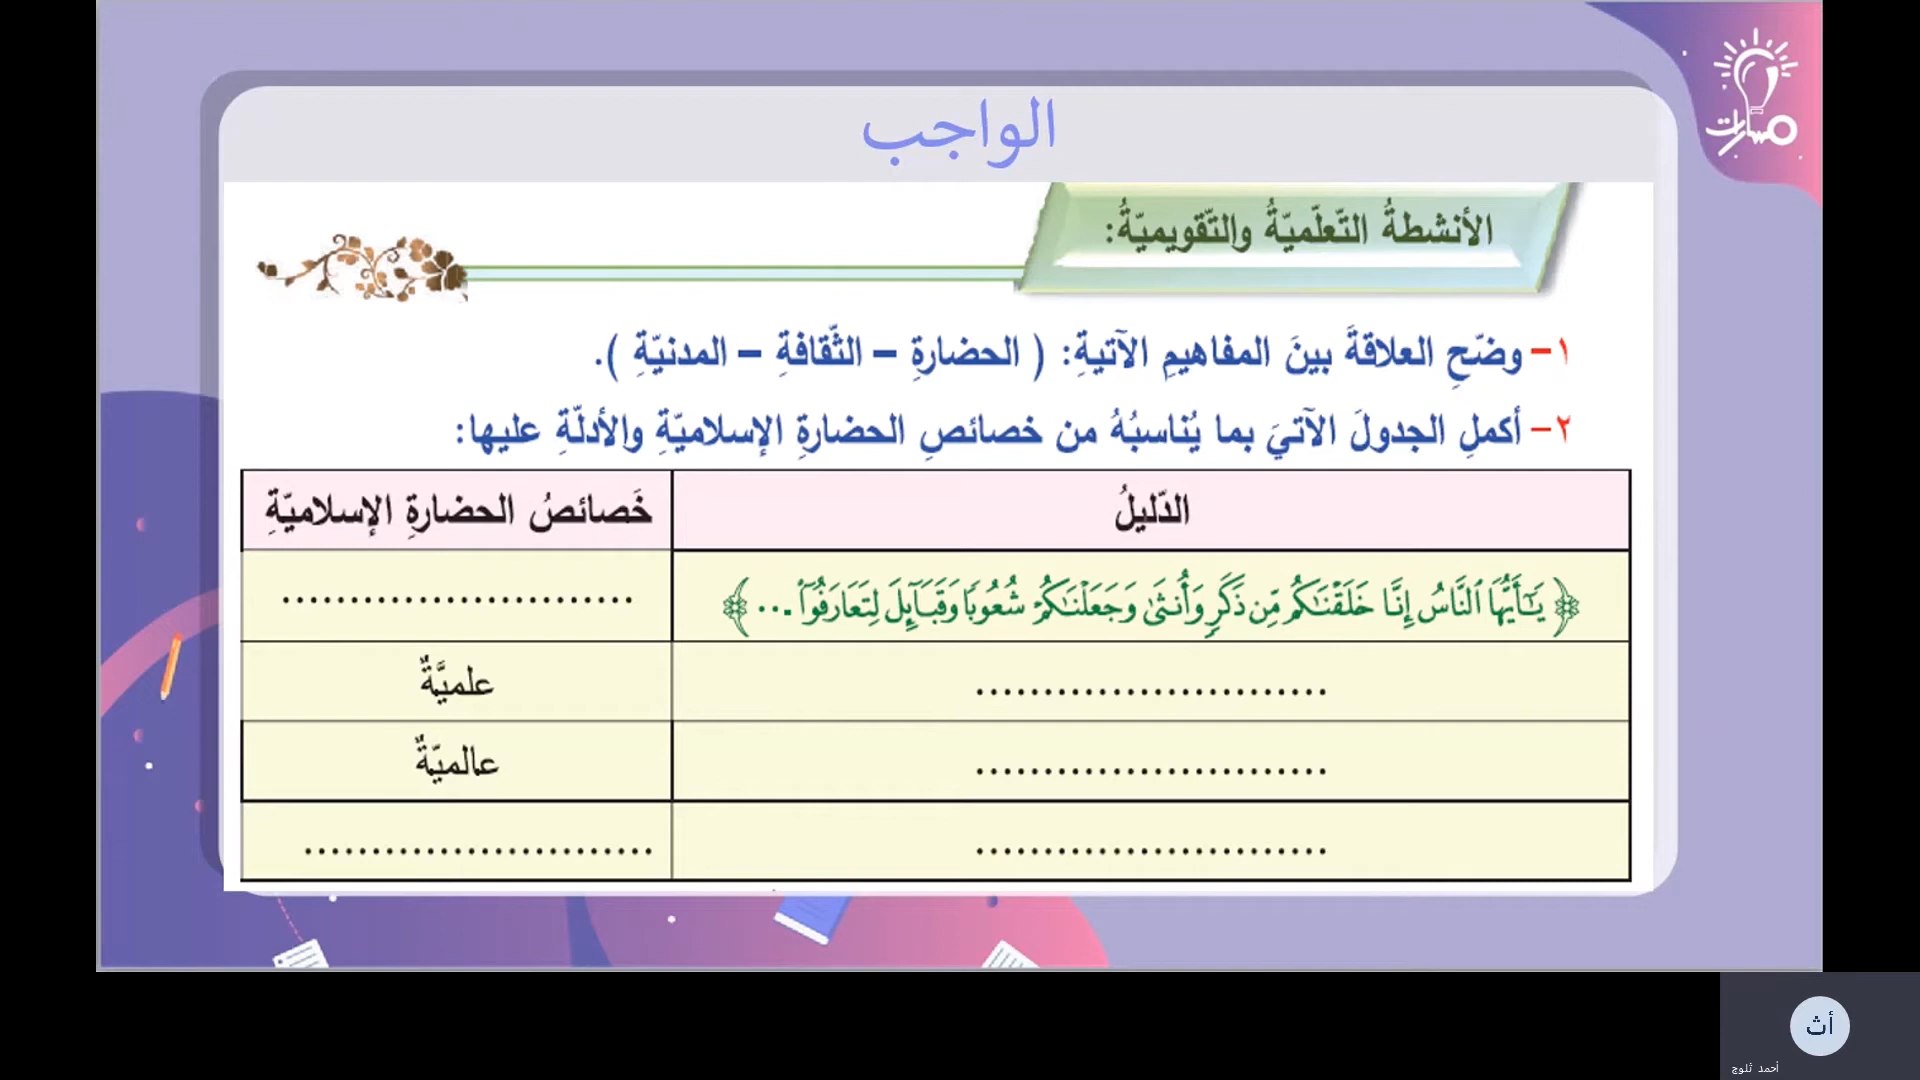 مسارات
الواجب
الأنشطةُ التّعلّميّةُ والتّقويميّةُ:
١– وضّحِ العلاقةَ بينَ المفاهيمِ الآتيةِ: ( الحضارةِ – الثّقافةِ – المدنيّةِ ).
٢– أكملِ الجدولَ الآتيَ بما يُناسبُهُ من خصائصِ الحضارةِ الإسلاميّةِ والأدلّةِ عليها:
الدّليلُ خَصائصُ الحضارةِ الإسلاميّةِ
﴿ يَٰٓأَيُّهَا ٱلنَّاسُ إِنَّا خَلَقْنَٰكُم مِّن ذَكَرٍ وَأُنثَىٰ وَجَعَلْنَٰكُمْ شُعُوبًا وَقَبَآئِلَ لِتَعَارَفُوٓا۟ ... ﴾ ..........................
.......................... علميَّةٌ
.......................... عالميّةٌ
.......................... ..........................
أث
أحمد ثلوج